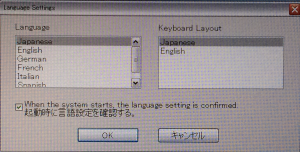 Language Settings
Language
Keyboard Layout
Japanese
English
German
French
Italian
Spanish
Japanese
English
When the system starts, the language setting is confirmed.
起動時に言語設定を確認する。
OK
キャンセル